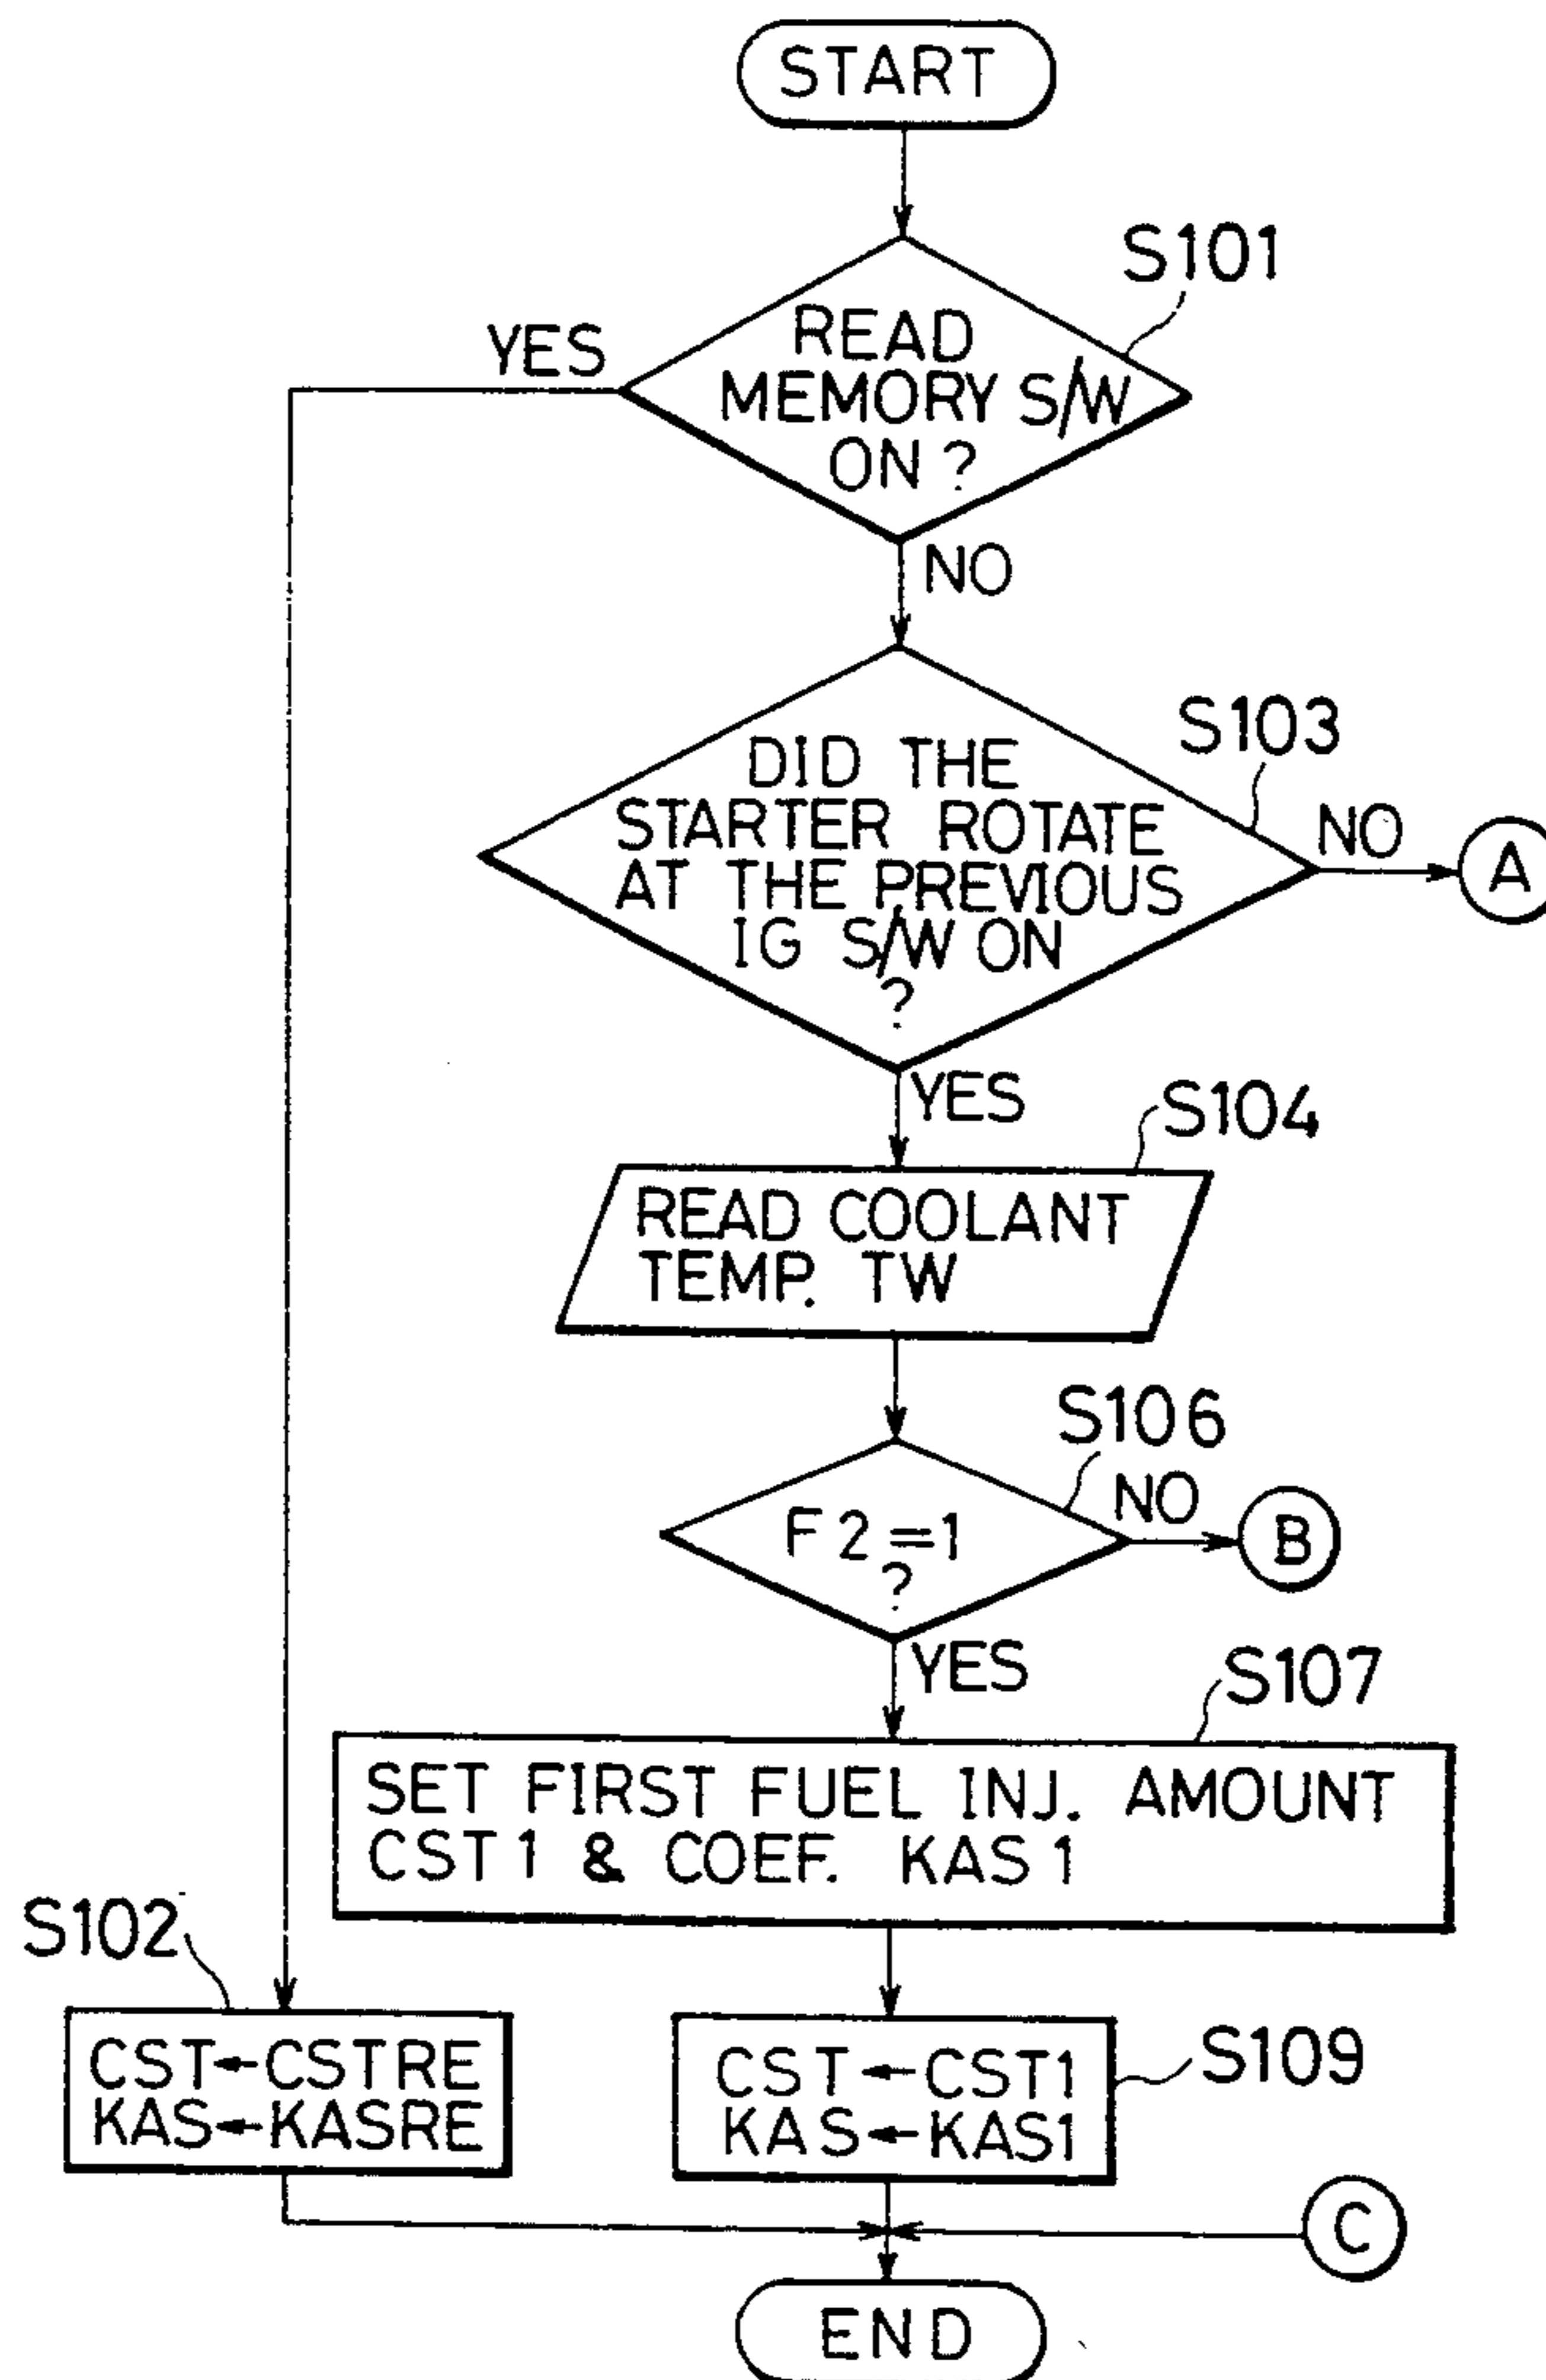 START
S101
YES
READ
MEMORY S/W
ON ?
NO
S103
DID THE
STARTER ROTATE
AT THE PREVIOUS
IG S/W ON
?
NO
A
YES
S104
READ COOLANT
TEMP. TW
S106
NO
F2=1
?
B
YES
S107
SET FIRST FUEL INJ. AMOUNT
CST1 & COEF. KAS1
S102
CST←CSTRE
KAS←KASRE
CST←CST1
KAS←KAS1
S109
C
END